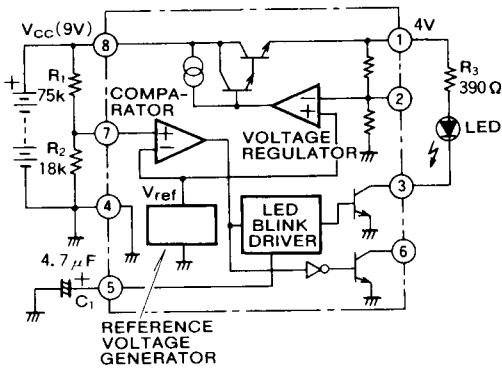 VCC (9V)
8
1
4V
R1
75k
COMPA-
RATOR
R3
390Ω
2
LED
7
VOLTAGE
REGULATOR
R2
18k
Vref
LED
BLINK
DRIVER
3
4
6
4.7μF
+
C1
5
REFERENCE
VOLTAGE
GENERATOR